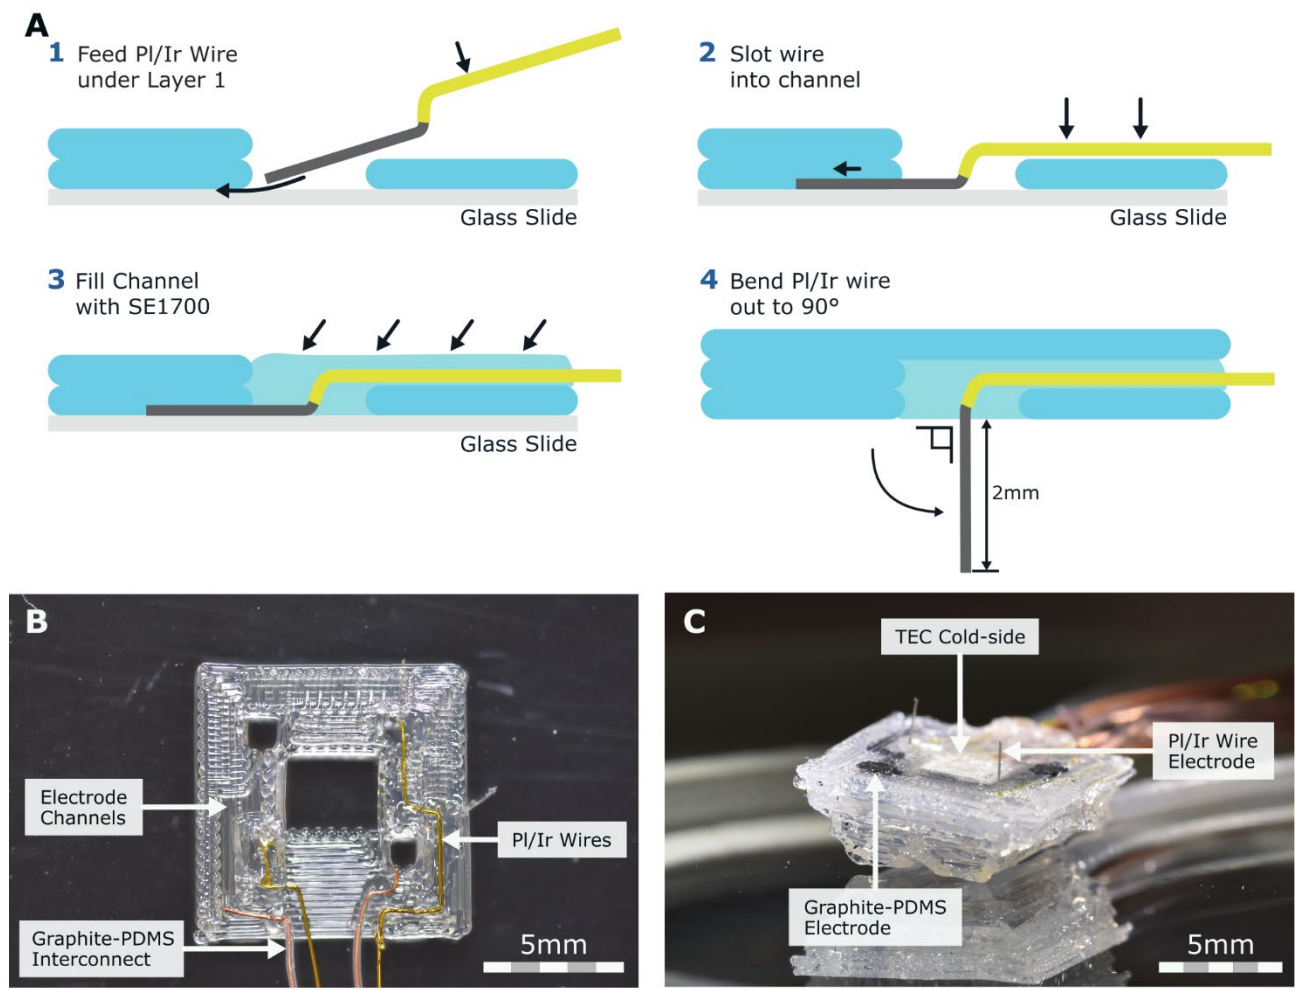 A
1 Feed Pl/Ir Wire
under Layer 1
Glass Slide
2 Slot wire
into channel
Glass Slide
3 Fill Channel
with SE1700
Glass Slide
4 Bend Pl/Ir wire
out to 90°
2mm
B
Electrode
Channels
Pl/Ir Wires
Graphite-PDMS
Interconnect
5mm
C
TEC Cold-side
Pl/Ir Wire
Electrode
Graphite-PDMS
Electrode
5mm